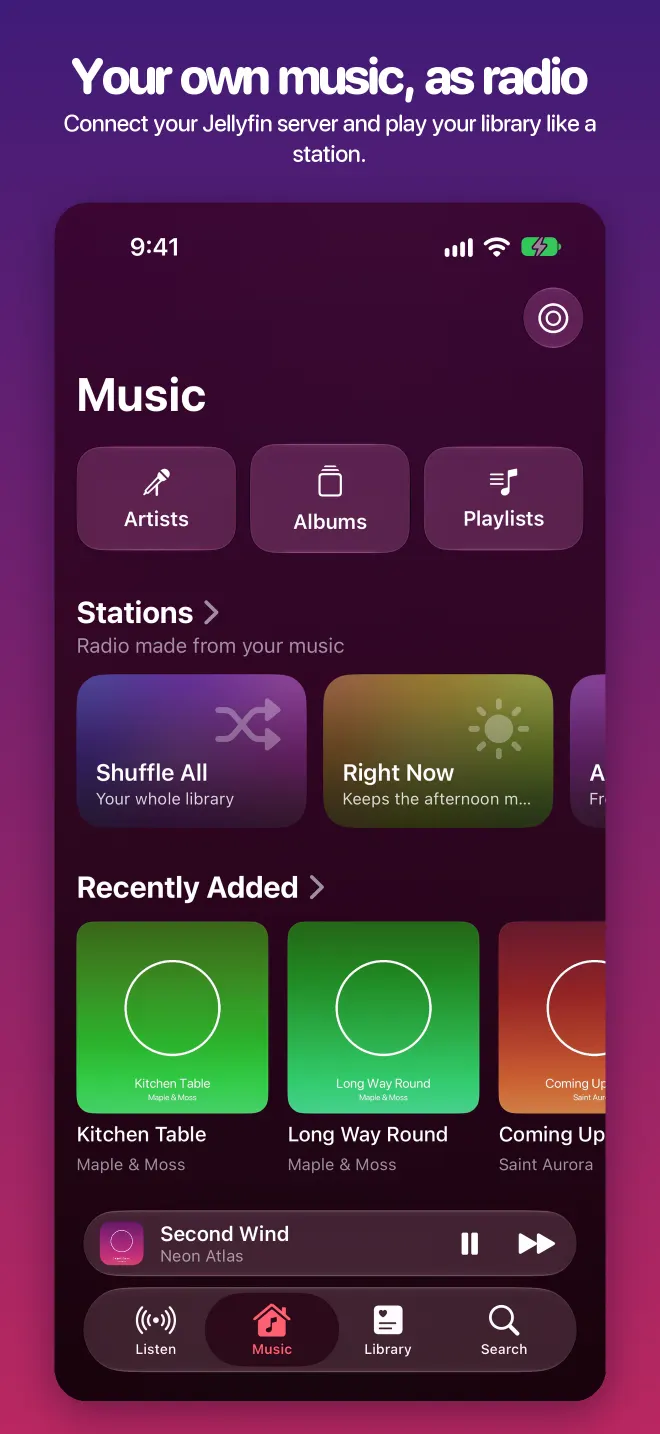 Your own music, as radio
Connect your Jellyfin server and play your library like a
station.
9:41
Music
Artists
Albums
Playlists
Stations
Radio made from your music
Shuffle All
Your whole library
Right Now
Keeps the afternoon m...
A
Fr
Recently Added
Kitchen Table
Maple & Moss
Long Way Round
Maple & Moss
Coming Up
Saint Aur
Kitchen Table
Maple & Moss
Long Way Round
Maple & Moss
Coming Up
Saint Aurora
Second Wind
Neon Atlas
Listen
Music
Library
Search